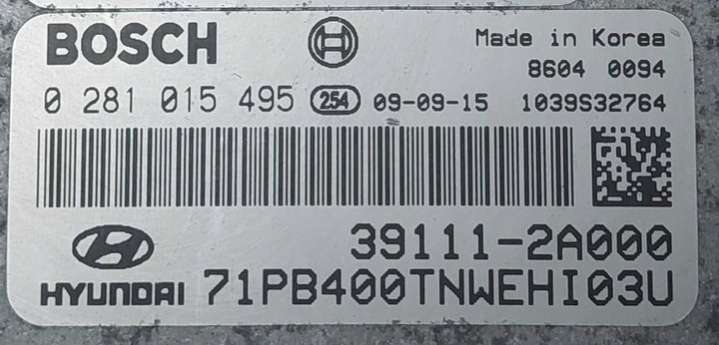 BOSCH
Made in Korea
8604 0094
0 281 015 495 254 09-09-15 1039S32764
39111-2A000
HYUNDAI 71PB400TNWEHI03U